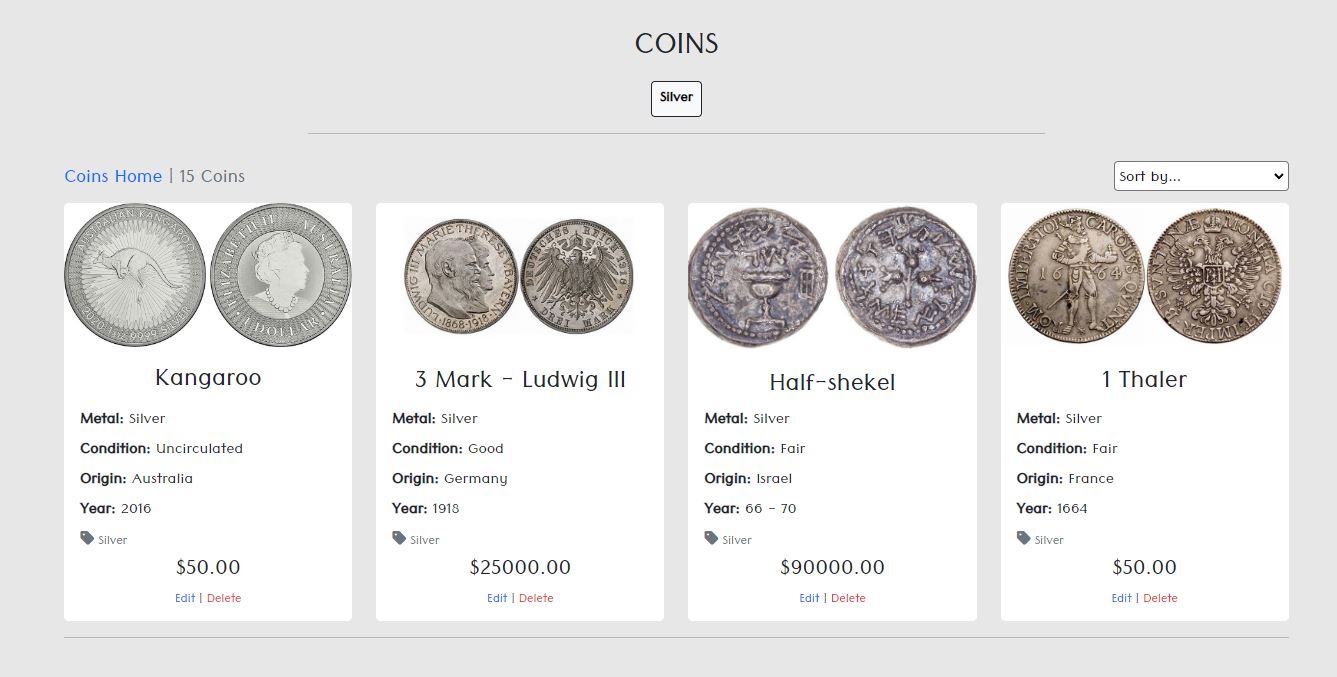 COINS
Silver
Coins Home | 15 Coins
Sort by...
Kangaroo
Metal: Silver
Condition: Uncirculated
Origin: Australia
Year: 2016
Silver
$50.00
Edit | Delete
3 Mark - Ludwig III
Metal: Silver
Condition: Good
Origin: Germany
Year: 1918
Silver
$25000.00
Edit | Delete
Half-shekel
Metal: Silver
Condition: Fair
Origin: Israel
Year: 66 - 70
Silver
$90000.00
Edit | Delete
1 Thaler
Metal: Silver
Condition: Fair
Origin: France
Year: 1664
Silver
$50.00
Edit | Delete